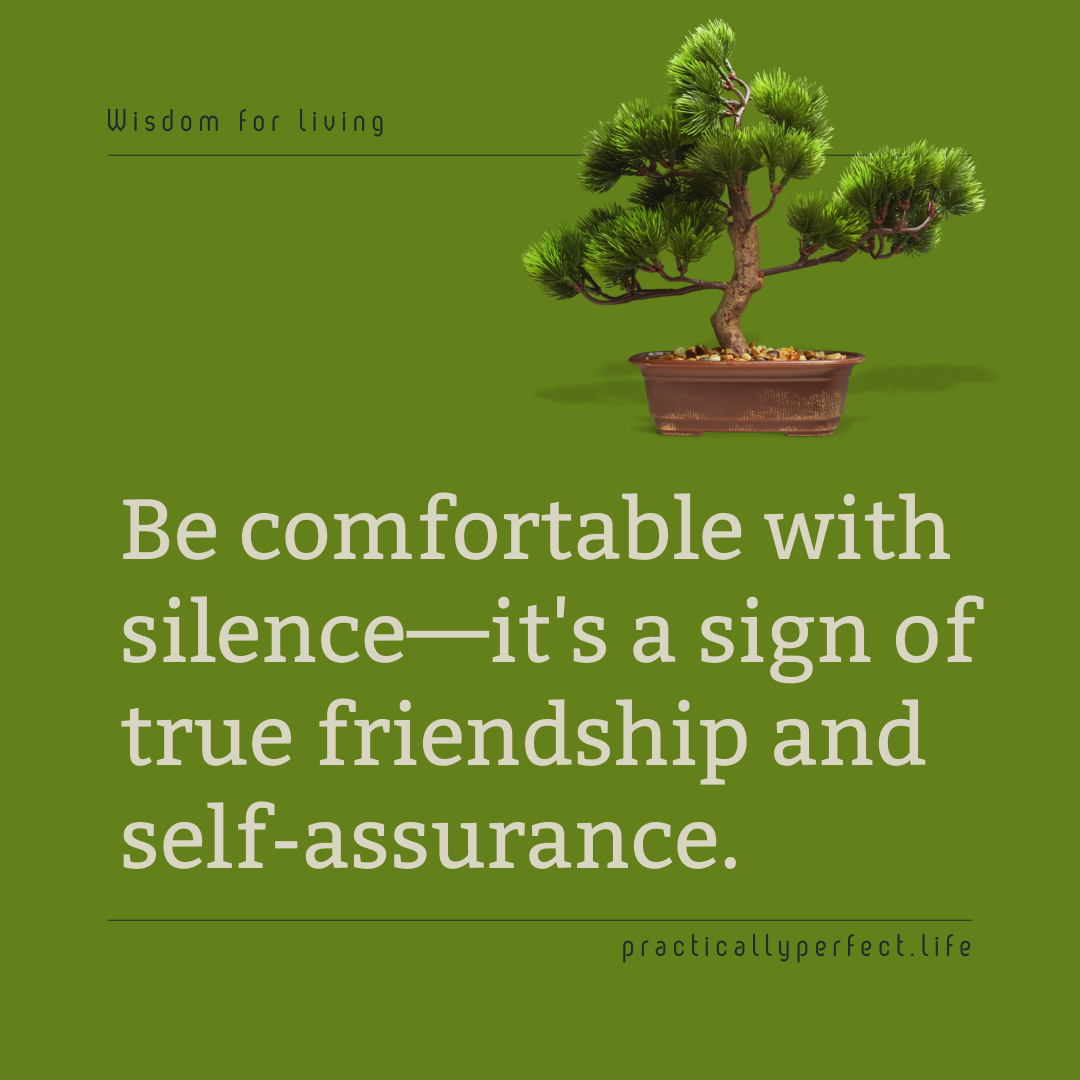 Wisdom for living
Be comfortable with
silence—it's a sign of
true friendship and
self-assurance.
practicallyperfect.life